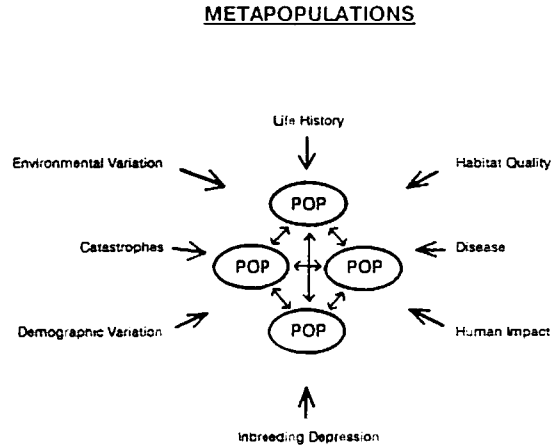 METAPOPULATIONS
Life History
Environmental Variation
Habitat Quality
POP
Catastrophes
POP
POP
Disease
Demographic Variation
POP
Human Impact
Inbreeding Depression